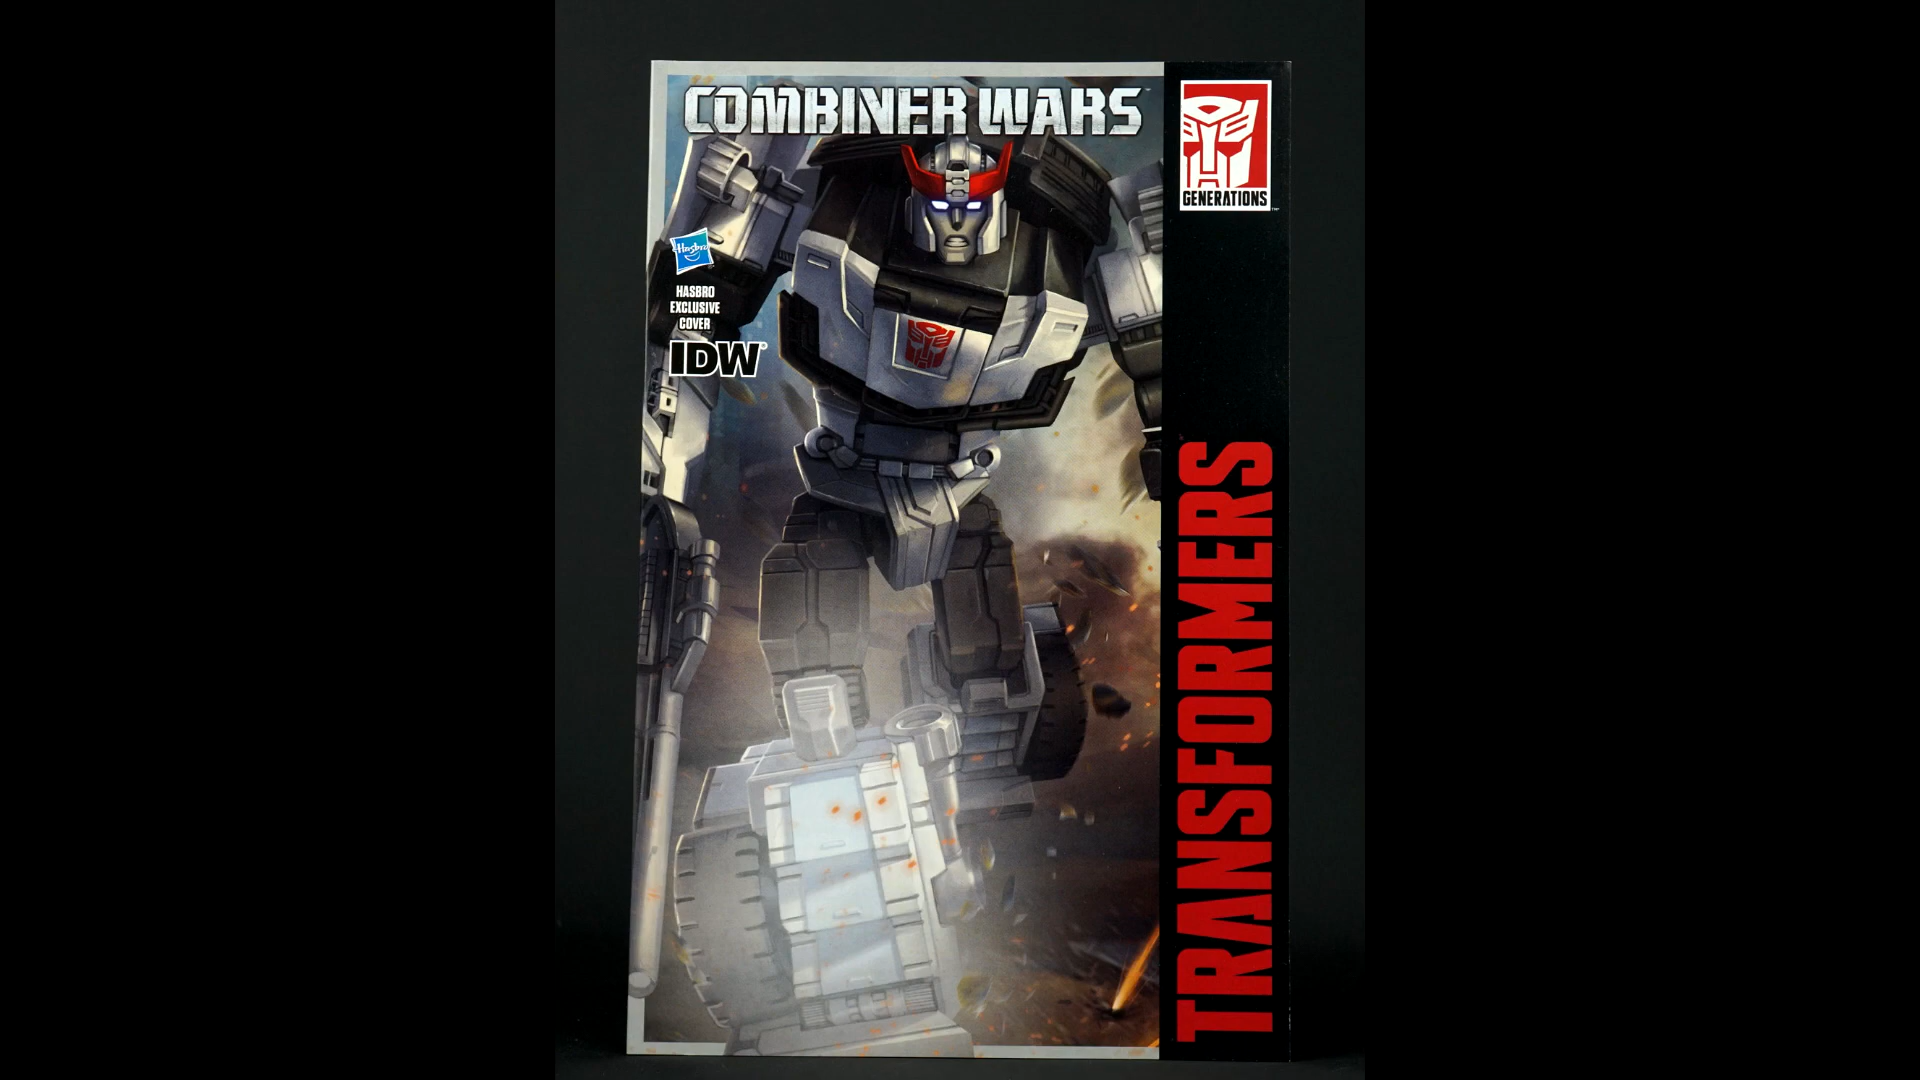 COMBINER WARS
GENERATIONS
Hasbro
HASBRO
EXCLUSIVE
COVER
IDW
TRANSFORMERS